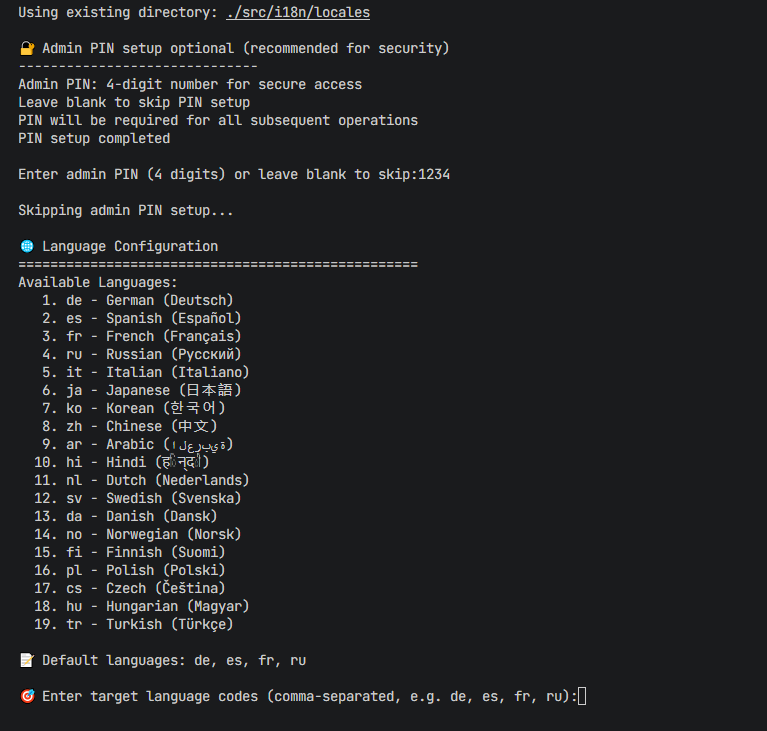 Using existing directory: ./src/i18n/locales
🔐 Admin PIN setup optional (recommended for security)
------------------------------
Admin PIN: 4-digit number for secure access
Leave blank to skip PIN setup
PIN will be required for all subsequent operations
PIN setup completed
Enter admin PIN (4 digits) or leave blank to skip:1234
Skipping admin PIN setup...
🌐 Language Configuration
==================================================
Available Languages:
1. de - German (Deutsch)
2. es - Spanish (Español)
3. fr - French (Français)
4. ru - Russian (Русский)
5. it - Italian (Italiano)
6. ja - Japanese (日本語)
7. ko - Korean (한국어)
8. zh - Chinese (中文)
9. ar - Arabic (العربية)
10. hi - Hindi (हिन्दी)
11. nl - Dutch (Nederlands)
12. sv - Swedish (Svenska)
13. da - Danish (Dansk)
14. no - Norwegian (Norsk)
15. fi - Finnish (Suomi)
16. pl - Polish (Polski)
17. cs - Czech (Čeština)
18. hu - Hungarian (Magyar)
19. tr - Turkish (Türkçe)
📝 Default languages: de, es, fr, ru
🎯 Enter target language codes (comma-separated, e.g. de, es, fr, ru):